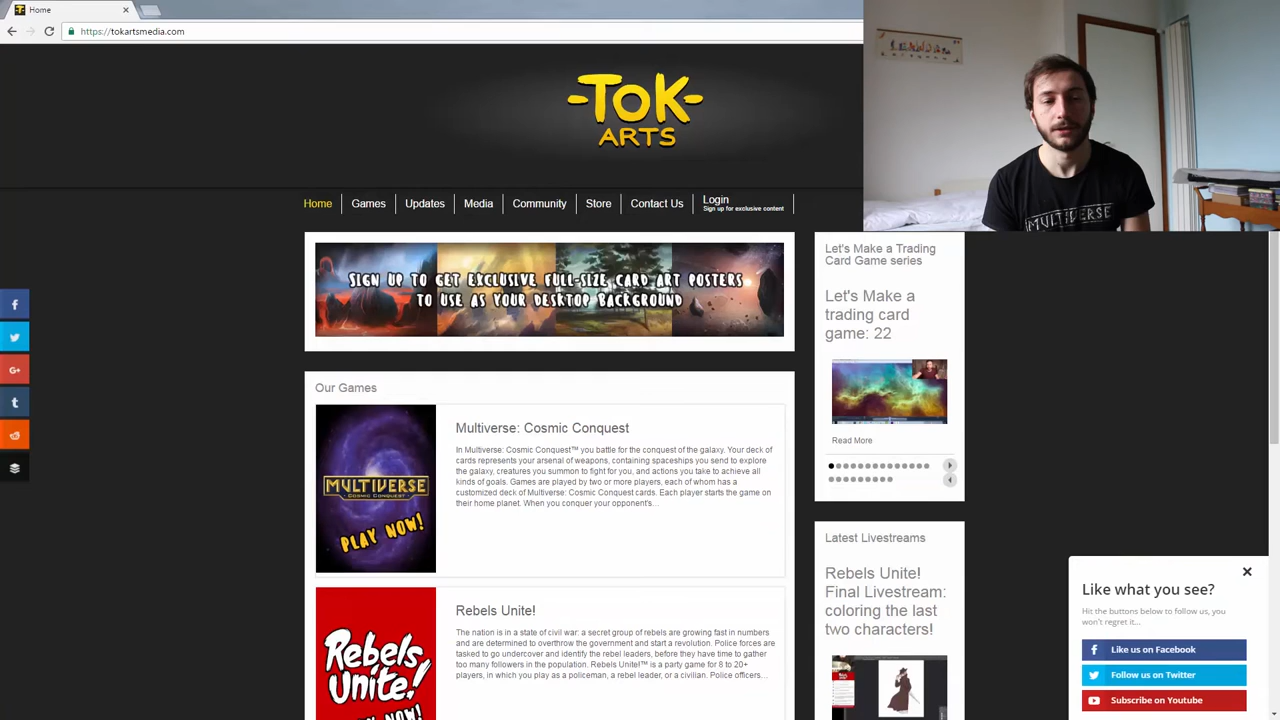 Home
https://tokartsmedia.com
-TOK-
ARTS
Home
Games
Updates
Media
Community
Store
Contact Us
Login
Sign up for exclusive content
MULTIVERSE
SIGN UP TO GET EXCLUSIVE FULL-SIZE CARD ART POSTERS
TO USE AS YOUR DESKTOP BACKGROUND
Our Games
MULTIVERSE
COSMIC CONQUEST
PLAY NOW!
Multiverse: Cosmic Conquest
In Multiverse: Cosmic Conquest™ you battle for the conquest of the galaxy. Your deck of
cards represents your arsenal of weapons, containing spaceships you send to explore
the galaxy, creatures you summon to fight for you, and actions you take to achieve all
kinds of goals. Games are played by two or more players, each of whom has a
customized deck of Multiverse: Cosmic Conquest cards. Each player starts the game on
their home planet. When you conquer your opponent's...
Rebels
Unite!
Rebels Unite!
The nation is in a state of civil war: a secret group of rebels are growing fast in numbers
and are determined to overthrow the government and start a revolution. Police forces are
tasked to go undercover and identify the rebel leaders, before they have time to gather
too many followers in the population. Rebels Unite!™ is a party game for 8 to 20+
players, in which you play as a policeman, a rebel leader, or a civilian. Police officers...
Let's Make a Trading
Card Game series
Let's Make a
trading card
game: 22
Read More
Latest Livestreams
Rebels Unite!
Final Livestream:
coloring the last
two characters!
Like what you see?
Hit the buttons below to follow us, you
won't regret it...
Like us on Facebook
Follow us on Twitter
Subscribe on Youtube